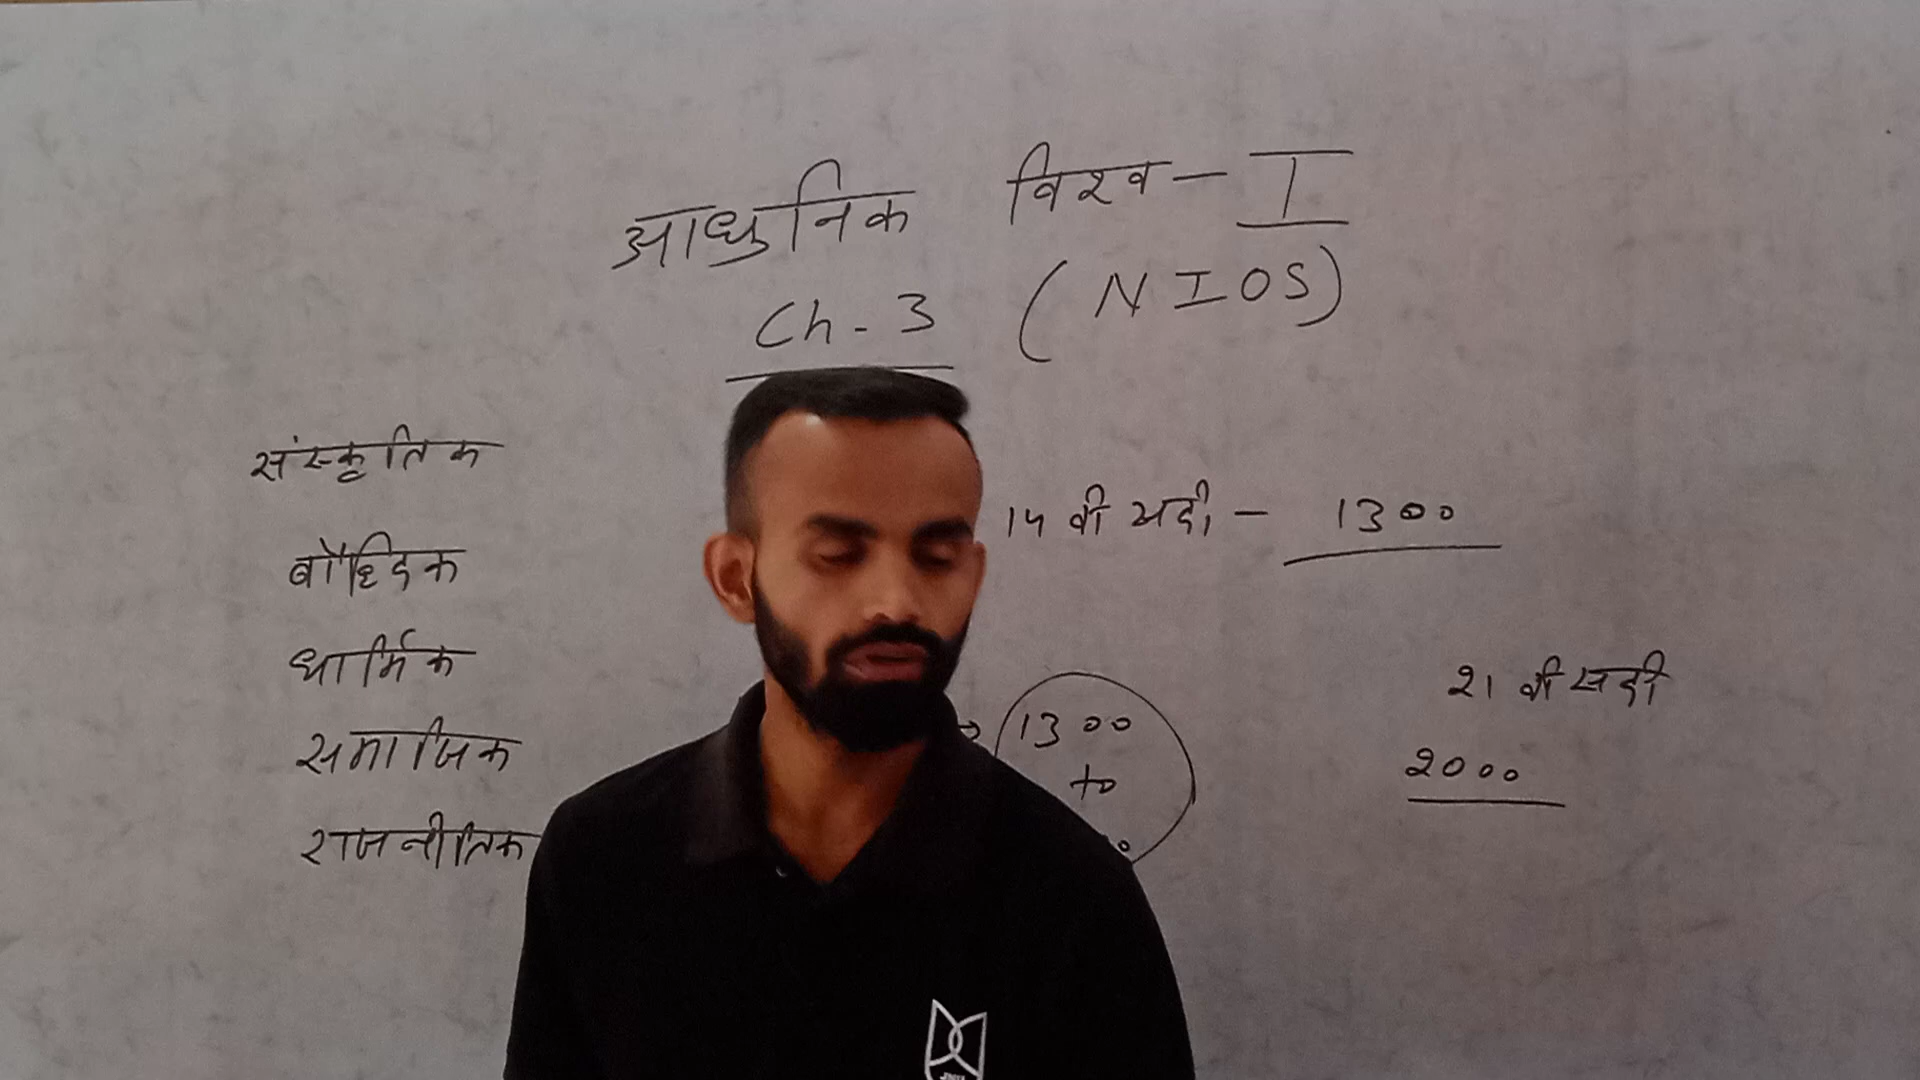 आधुनिक विश्व - I
Ch - 3 (NIOS)
संस्कृतिक
बौद्धिक
धार्मिक
समाजिक
राजनीतिक
14 वी सदी - 1300
→ 1300
to
21 वी सदी
2000